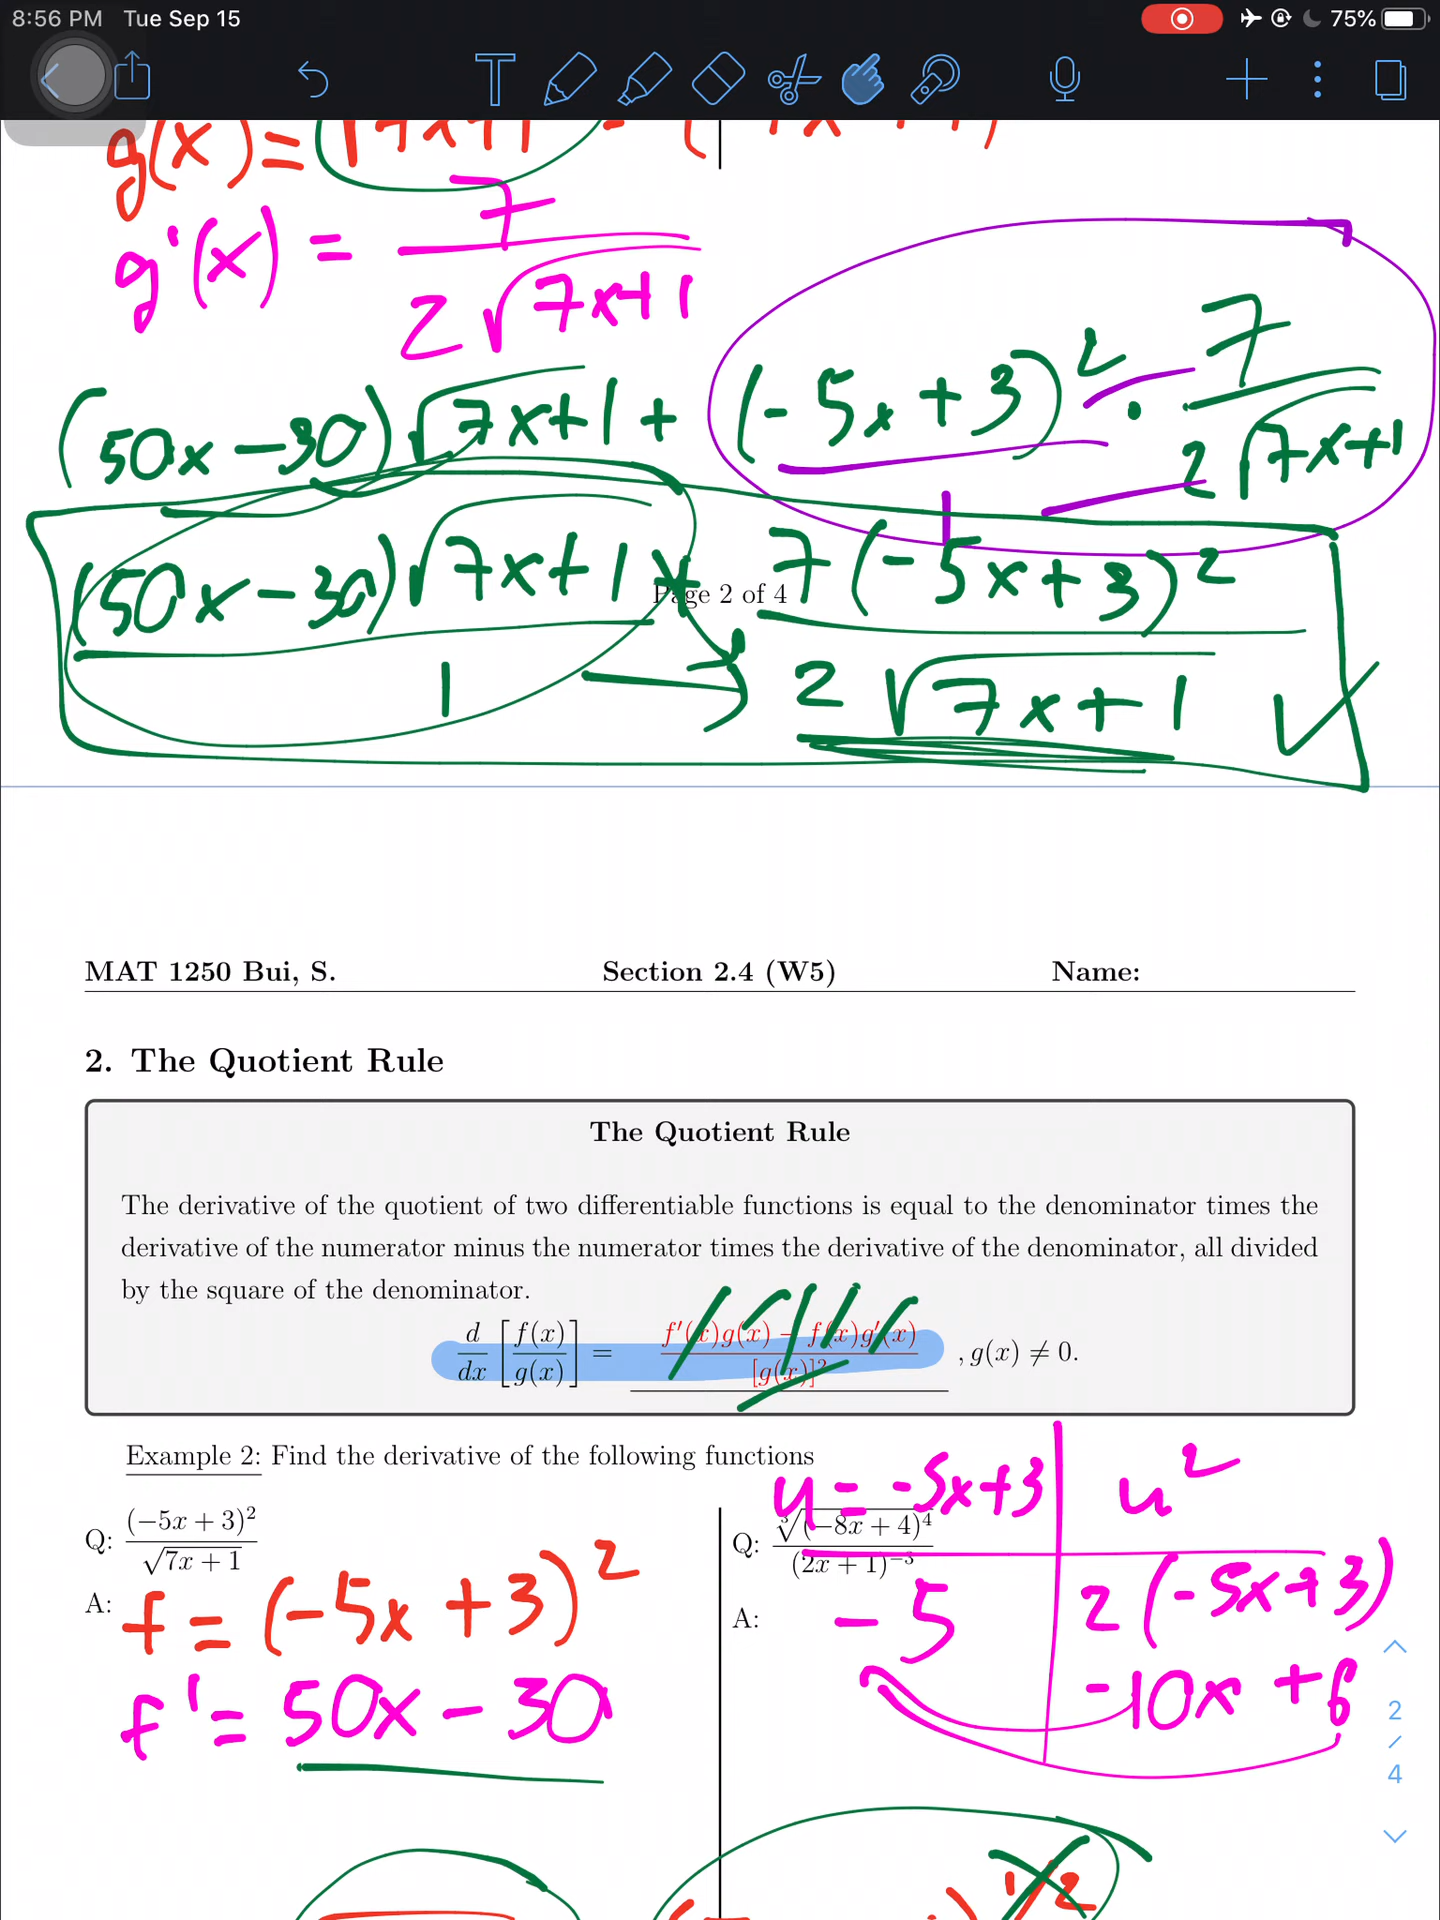 8:56 PM Tue Sep 15
75%
g(x) = √7x+1 = (7x+1)
g'(x) = 7 / 2√7x+1
(50x − 30)√7x+1 + (-5x + 3)² · 7 / 2√7x+1
(50x − 30)√7x+1 / 1 + 7(-5x + 3)² / 2√7x+1
Page 2 of 4
MAT 1250 Bui, S. Section 2.4 (W5) Name:
2. The Quotient Rule
The Quotient Rule
The derivative of the quotient of two differentiable functions is equal to the denominator times the
derivative of the numerator minus the numerator times the derivative of the denominator, all divided
by the square of the denominator.
d/dx [f(x)/g(x)] = f'(x)g(x) − f(x)g'(x) / [g(x)]² , g(x) ≠ 0.
Example 2: Find the derivative of the following functions
u = -5x+3 | u²
Q: (−5x + 3)² / √7x + 1
Q: ∛(−8x + 4)⁴ / (2x + 1)⁻³
A: f = (-5x + 3)²
A: -5 | 2(-5x+3)
f' = 50x − 30
-10x + 6
2
/
4
1/2